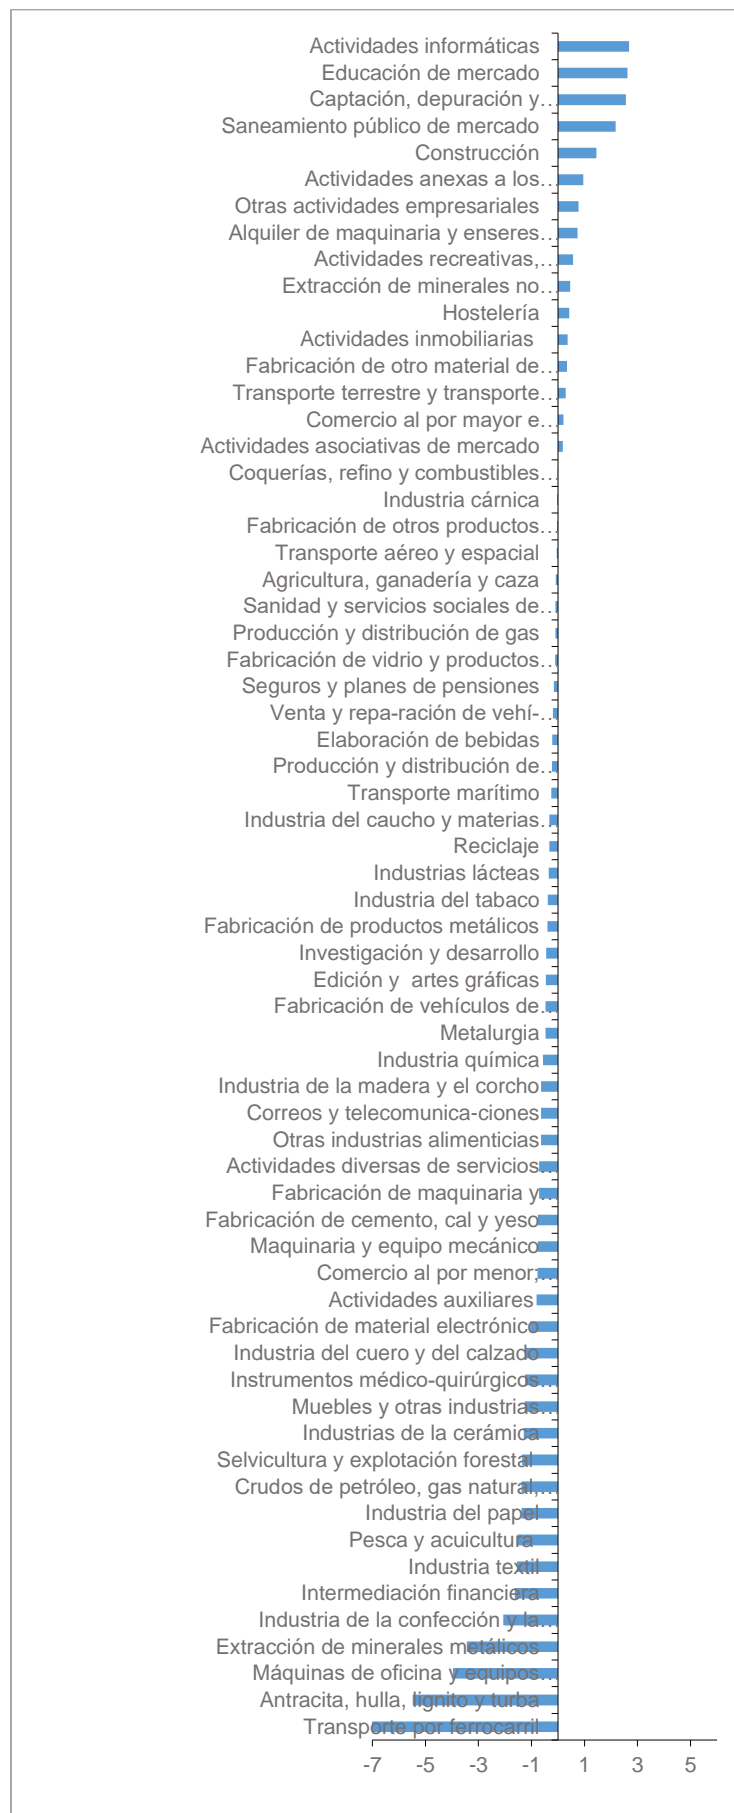 Actividades informáticas
Educación de mercado
Captación, depuración y…
Saneamiento público de mercado
Construcción
Actividades anexas a los…
Otras actividades empresariales
Alquiler de maquinaria y enseres…
Actividades recreativas,…
Extracción de minerales no…
Hostelería
Actividades inmobiliarias
Fabricación de otro material de…
Transporte terrestre y transporte…
Comercio al por mayor e…
Actividades asociativas de mercado
Coquerías, refino y combustibles…
Industria cárnica
Fabricación de otros productos…
Transporte aéreo y espacial
Agricultura, ganadería y caza
Sanidad y servicios sociales de…
Producción y distribución de gas
Fabricación de vidrio y productos…
Seguros y planes de pensiones
Venta y repa-ración de vehí-…
Elaboración de bebidas
Producción y distribución de…
Transporte marítimo
Industria del caucho y materias…
Reciclaje
Industrias lácteas
Industria del tabaco
Fabricación de productos metálicos
Investigación y desarrollo
Edición y  artes gráficas
Fabricación de vehículos de…
Metalurgia
Industria química
Industria de la madera y el corcho
Correos y telecomunica-ciones
Otras industrias alimenticias
Actividades diversas de servicios…
Fabricación de maquinaria y…
Fabricación de cemento, cal y yeso
Maquinaria y equipo mecánico
Comercio al por menor;…
Actividades auxiliares
Fabricación de material electrónico
Industria del cuero y del calzado
Instrumentos médico-quirúrgicos…
Muebles y otras industrias…
Industrias de la cerámica
Selvicultura y explotación forestal
Crudos de petróleo, gas natural,…
Industria del papel
Pesca y acuicultura
Industria textil
Intermediación financiera
Industria de la confección y la…
Extracción de minerales metálicos
Máquinas de oficina y equipos…
Antracita, hulla, lignito y turba
Transporte por ferrocarril
-7 -5 -3 -1 1 3 5